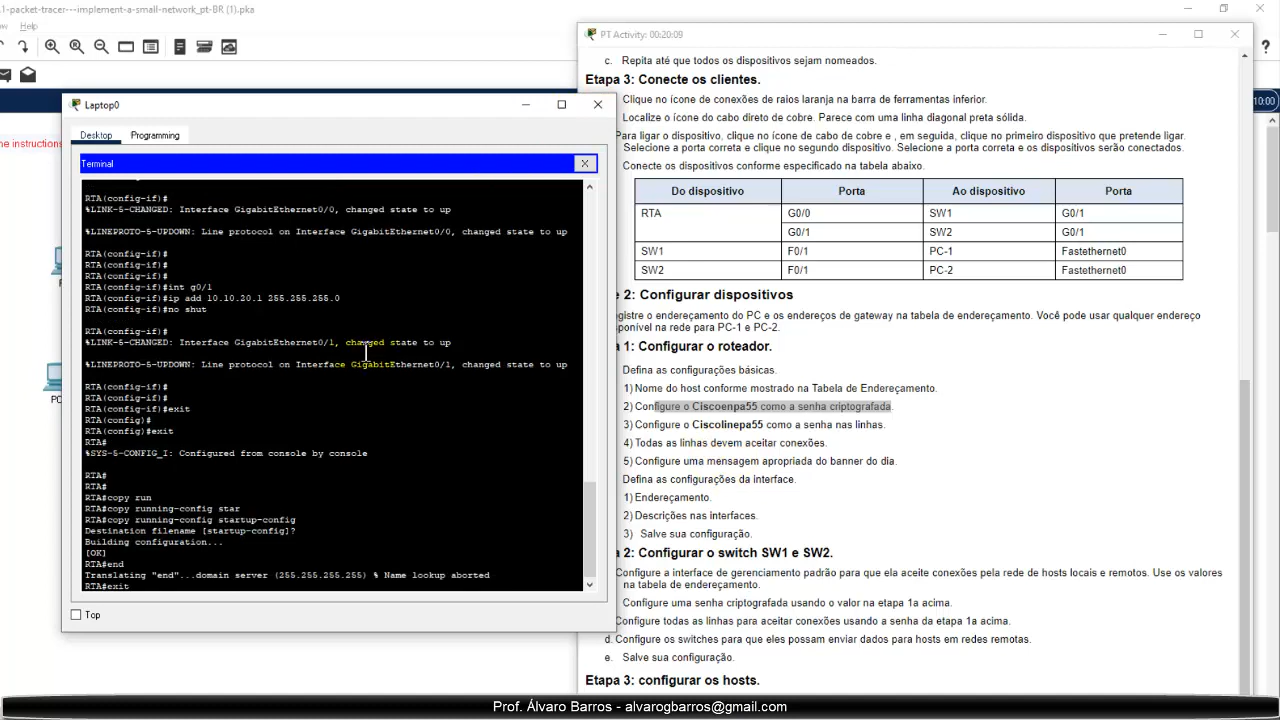 .1-packet-tracer---implement-a-small-network_pt-BR (1).pka
Help
PT Activity: 00:20:09
?
10:00
ne instructions
Laptop0
Desktop
Programming
Terminal
X
RTA(config-if)#
%LINK-5-CHANGED: Interface GigabitEthernet0/0, changed state to up
%LINEPROTO-5-UPDOWN: Line protocol on Interface GigabitEthernet0/0, changed state to up
RTA(config-if)#
RTA(config-if)#
RTA(config-if)#
RTA(config-if)#int g0/1
RTA(config-if)#ip add 10.10.20.1 255.255.255.0
RTA(config-if)#no shut
RTA(config-if)#
%LINK-5-CHANGED: Interface GigabitEthernet0/1, changed state to up
%LINEPROTO-5-UPDOWN: Line protocol on Interface GigabitEthernet0/1, changed state to up
RTA(config-if)#
RTA(config-if)#
RTA(config-if)#exit
RTA(config)#
RTA(config)#exit
RTA#
%SYS-5-CONFIG_I: Configured from console by console
RTA#
RTA#
RTA#copy run
RTA#copy running-config star
RTA#copy running-config startup-config
Destination filename [startup-config]?
Building configuration...
[OK]
RTA#end
Translating "end"...domain server (255.255.255.255) % Name lookup aborted
RTA#exit
Top
PC
c. Repita até que todos os dispositivos sejam nomeados.
Etapa 3: Conecte os clientes.
Clique no ícone de conexões de raios laranja na barra de ferramentas inferior.
Localize o ícone do cabo direto de cobre. Parece com uma linha diagonal preta sólida.
Para ligar o dispositivo, clique no ícone de cabo de cobre e , em seguida, clique no primeiro dispositivo que pretende ligar.
Selecione a porta correta e clique no segundo dispositivo. Selecione a porta correta e os dispositivos serão conectados.
Conecte os dispositivos conforme especificado na tabela abaixo.
Do dispositivo Porta Ao dispositivo Porta
RTA G0/0 SW1 G0/1
G0/1 SW2 G0/1
SW1 F0/1 PC-1 Fastethernet0
SW2 F0/1 PC-2 Fastethernet0
e 2: Configurar dispositivos
egistre o endereçamento do PC e os endereços de gateway na tabela de endereçamento. Você pode usar qualquer endereço
sponível na rede para PC-1 e PC-2.
a 1: Configurar o roteador.
Defina as configurações básicas.
1) Nome do host conforme mostrado na Tabela de Endereçamento.
2) Configure o Ciscoenpa55 como a senha criptografada.
3) Configure o Ciscolinepa55 como a senha nas linhas.
4) Todas as linhas devem aceitar conexões.
5) Configure uma mensagem apropriada do banner do dia.
Defina as configurações da interface.
1) Endereçamento.
2) Descrições nas interfaces.
3) Salve sua configuração.
a 2: Configurar o switch SW1 e SW2.
Configure a interface de gerenciamento padrão para que ela aceite conexões pela rede de hosts locais e remotos. Use os valores
na tabela de endereçamento.
Configure uma senha criptografada usando o valor na etapa 1a acima.
Configure todas as linhas para aceitar conexões usando a senha da etapa 1a acima.
d. Configure os switches para que eles possam enviar dados para hosts em redes remotas.
e. Salve sua configuração.
Etapa 3: configurar os hosts.
Prof. Álvaro Barros - alvarogbarros@gmail.com